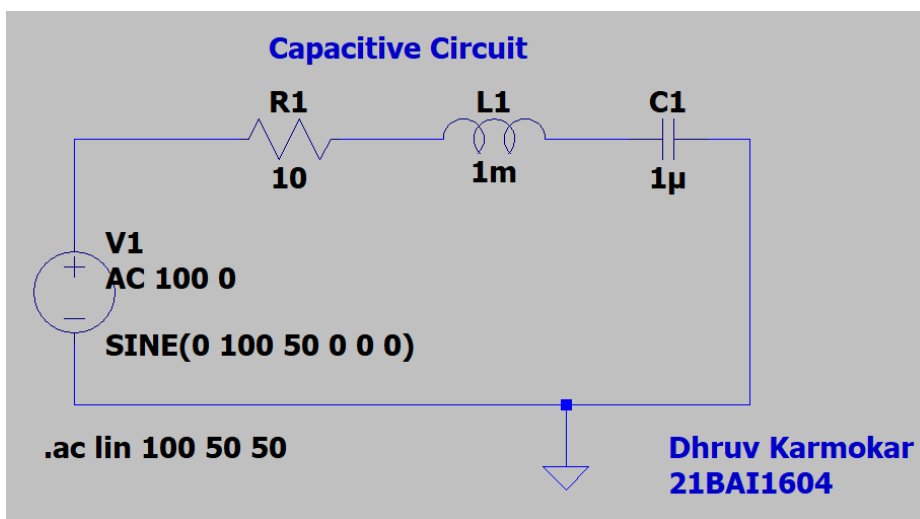 Capacitive Circuit
R1
L1
C1
10
1m
1µ
V1
AC 100 0
SINE(0 100 50 0 0 0)
.ac lin 100 50 50
Dhruv Karmokar
21BAI1604